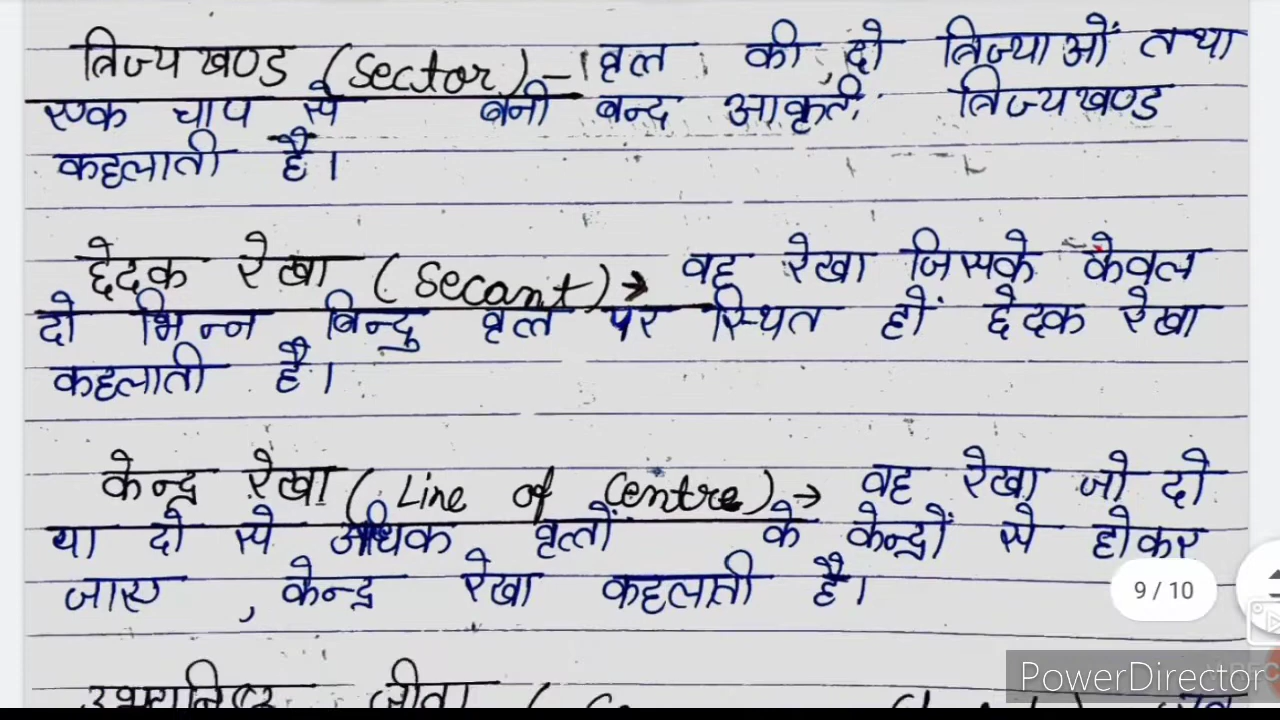 त्रिज्य खण्ड (Sector) - वृत्त की दो त्रिज्याओं तथा
एक चाप से बनी बन्द आकृती त्रिज्यखण्ड
कहलाती है।
छेदक रेखा (Secant) → वह रेखा जिसके केवल
दो भिन्न बिन्दु वृत्त पर स्थित हों छेदक रेखा
कहलाती है।
केन्द्र रेखा (Line of Centre) → वह रेखा जो दो
या दो से अधिक वृत्तों के केन्द्रों से होकर
जाए, केन्द्र रेखा कहलाती है।
9 / 10
PowerDirector